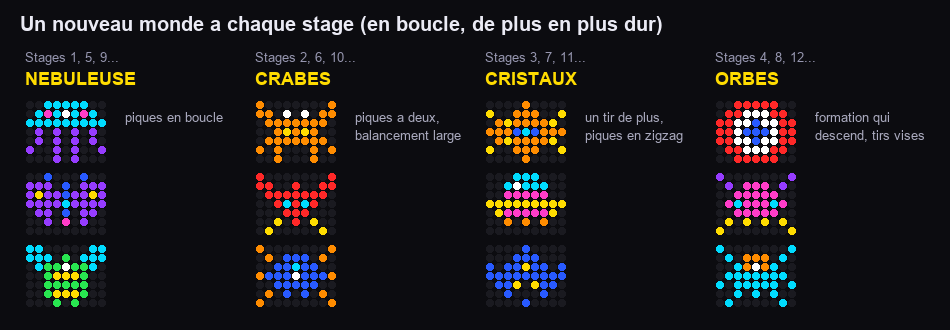 Un nouveau monde a chaque stage (en boucle, de plus en plus dur)
Stages 1, 5, 9...
NEBULEUSE
piques en boucle
Stages 2, 6, 10...
CRABES
piques a deux,
balancement large
Stages 3, 7, 11...
CRISTAUX
un tir de plus,
piques en zigzag
Stages 4, 8, 12...
ORBES
formation qui
descend, tirs vises